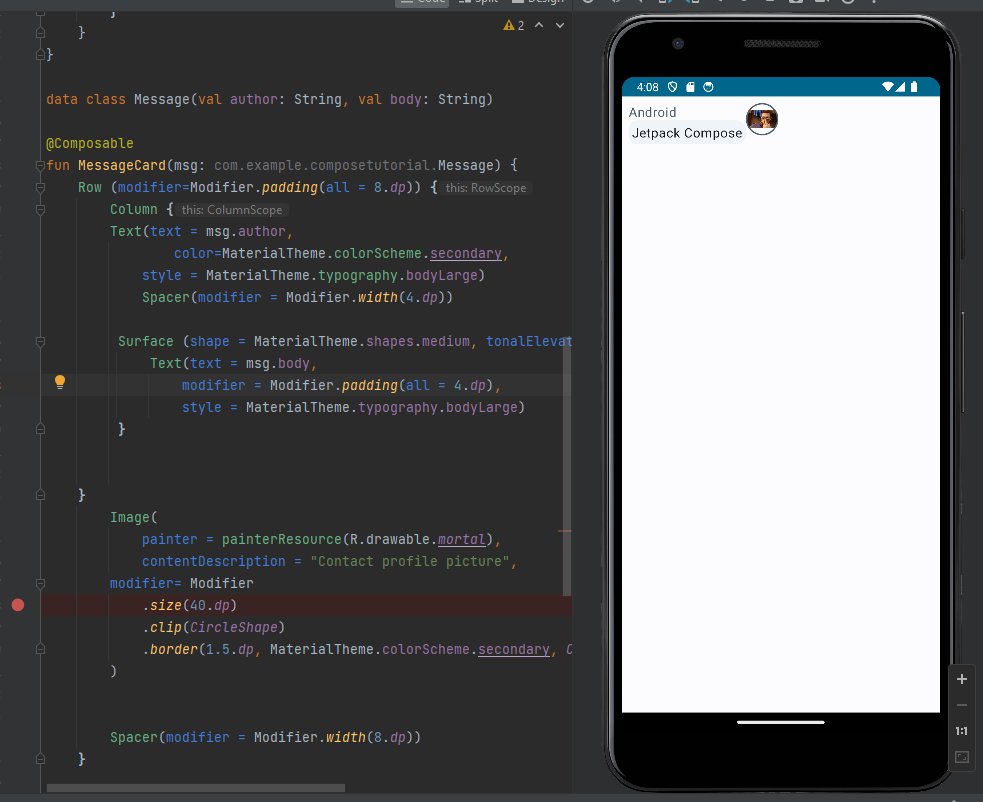 Code Split Design
}
}
}
2
data class Message(val author: String, val body: String)
@Composable
fun MessageCard(msg: com.example.composetutorial.Message) {
Row (modifier=Modifier.padding(all = 8.dp)) { this: RowScope
Column { this: ColumnScope
Text(text = msg.author,
color=MaterialTheme.colorScheme.secondary,
style = MaterialTheme.typography.bodyLarge)
Spacer(modifier = Modifier.width(4.dp))
Surface (shape = MaterialTheme.shapes.medium, tonalElevat
Text(text = msg.body,
modifier = Modifier.padding(all = 4.dp),
style = MaterialTheme.typography.bodyLarge)
}
}
Image(
painter = painterResource(R.drawable.mortal),
contentDescription = "Contact profile picture",
modifier= Modifier
.size(40.dp)
.clip(CircleShape)
.border(1.5.dp, MaterialTheme.colorScheme.secondary, C
)
Spacer(modifier = Modifier.width(8.dp))
}
4:08
Android
Jetpack Compose
1:1